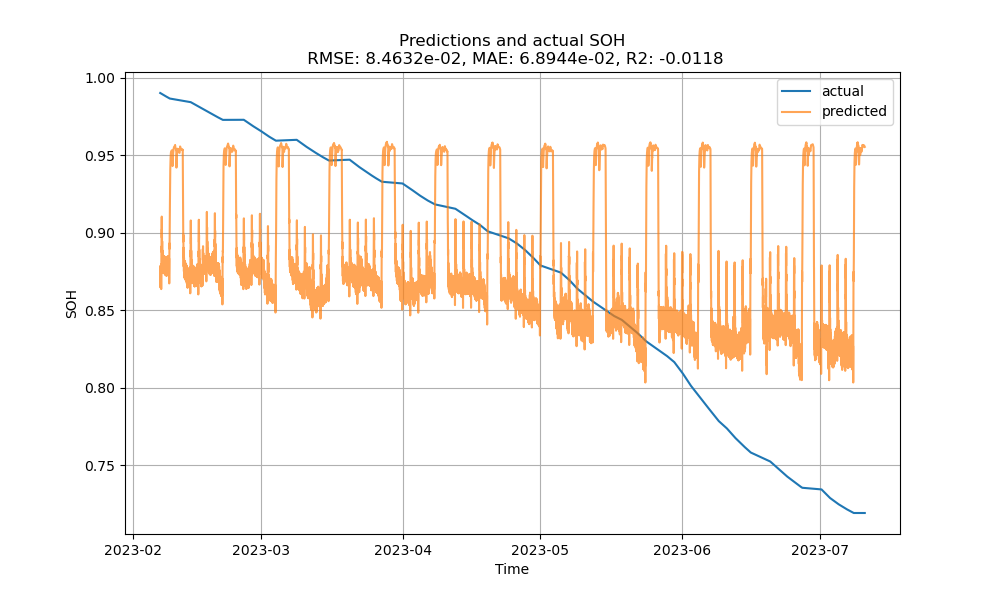 Predictions and actual SOH
RMSE: 8.4632e-02, MAE: 6.8944e-02, R2: -0.0118
actual
predicted
SOH
1.00
0.95
0.90
0.85
0.80
0.75
2023-02
2023-03
2023-04
2023-05
2023-06
2023-07
Time